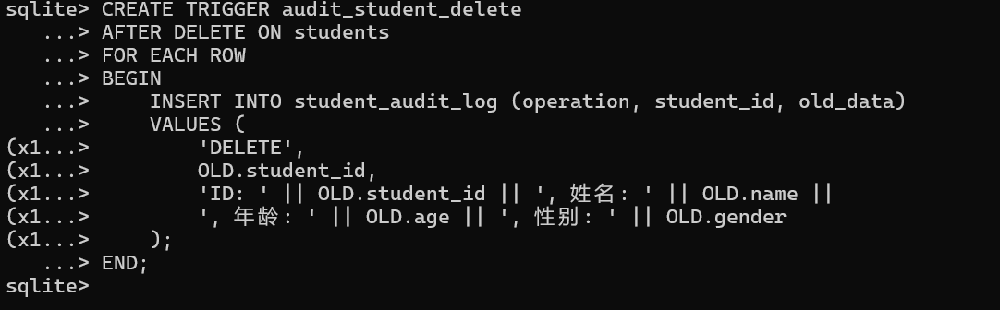 sqlite> CREATE TRIGGER audit_student_delete
   ...> AFTER DELETE ON students
   ...> FOR EACH ROW
   ...> BEGIN
   ...>     INSERT INTO student_audit_log (operation, student_id, old_data)
   ...>     VALUES (
(x1...>         'DELETE',
(x1...>         OLD.student_id,
(x1...>         'ID: ' || OLD.student_id || ', 姓名: ' || OLD.name ||
(x1...>         ', 年龄: ' || OLD.age || ', 性别: ' || OLD.gender
(x1...>     );
   ...> END;
sqlite>